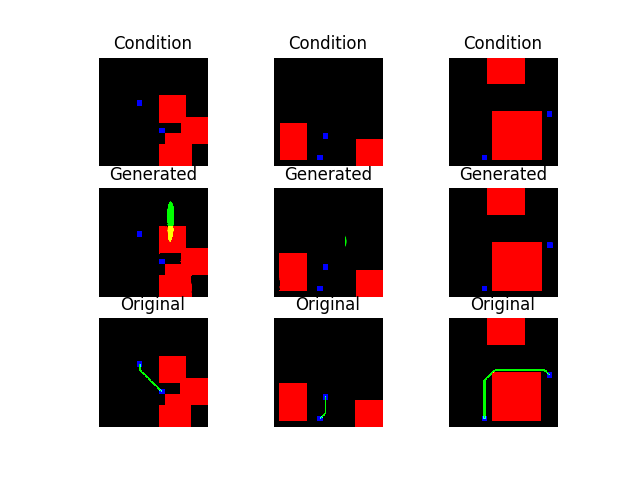 Condition Condition Condition
Generated Generated Generated
Original Original Original